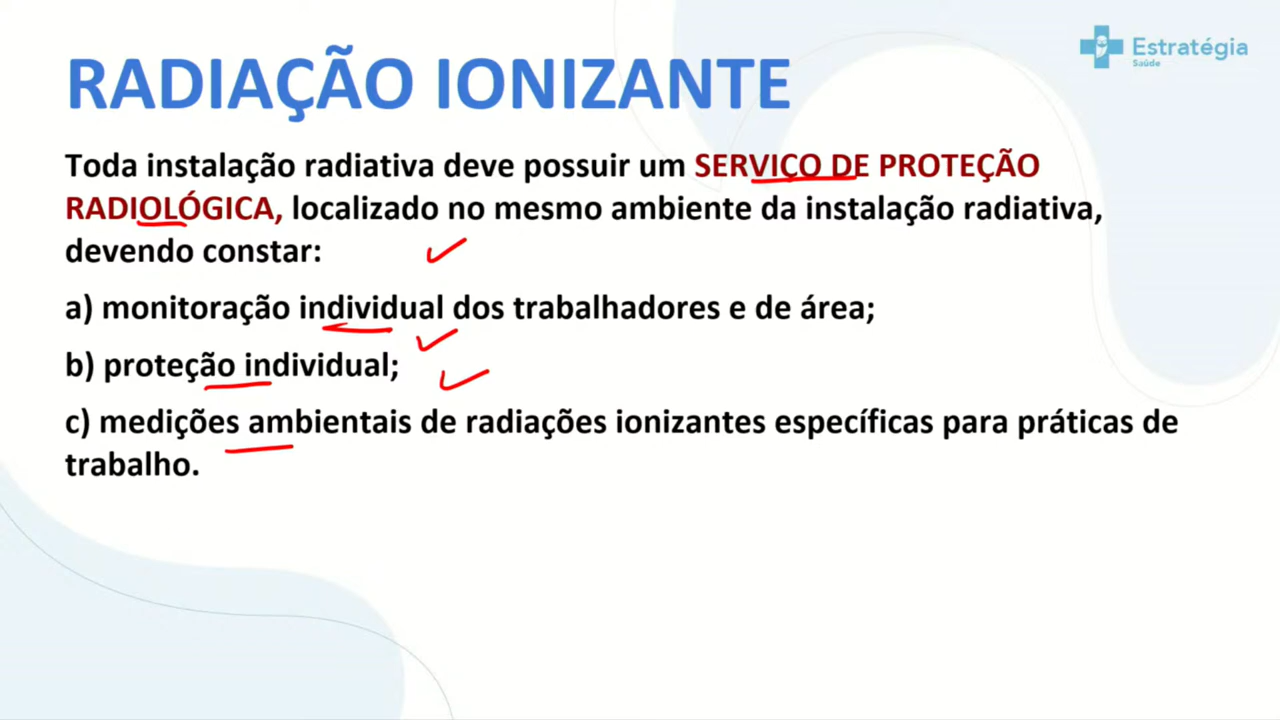 Estratégia
Saúde
RADIAÇÃO IONIZANTE
Toda instalação radiativa deve possuir um SERVIÇO DE PROTEÇÃO
RADIOLÓGICA, localizado no mesmo ambiente da instalação radiativa,
devendo constar:
a) monitoração individual dos trabalhadores e de área;
b) proteção individual;
c) medições ambientais de radiações ionizantes específicas para práticas de
trabalho.